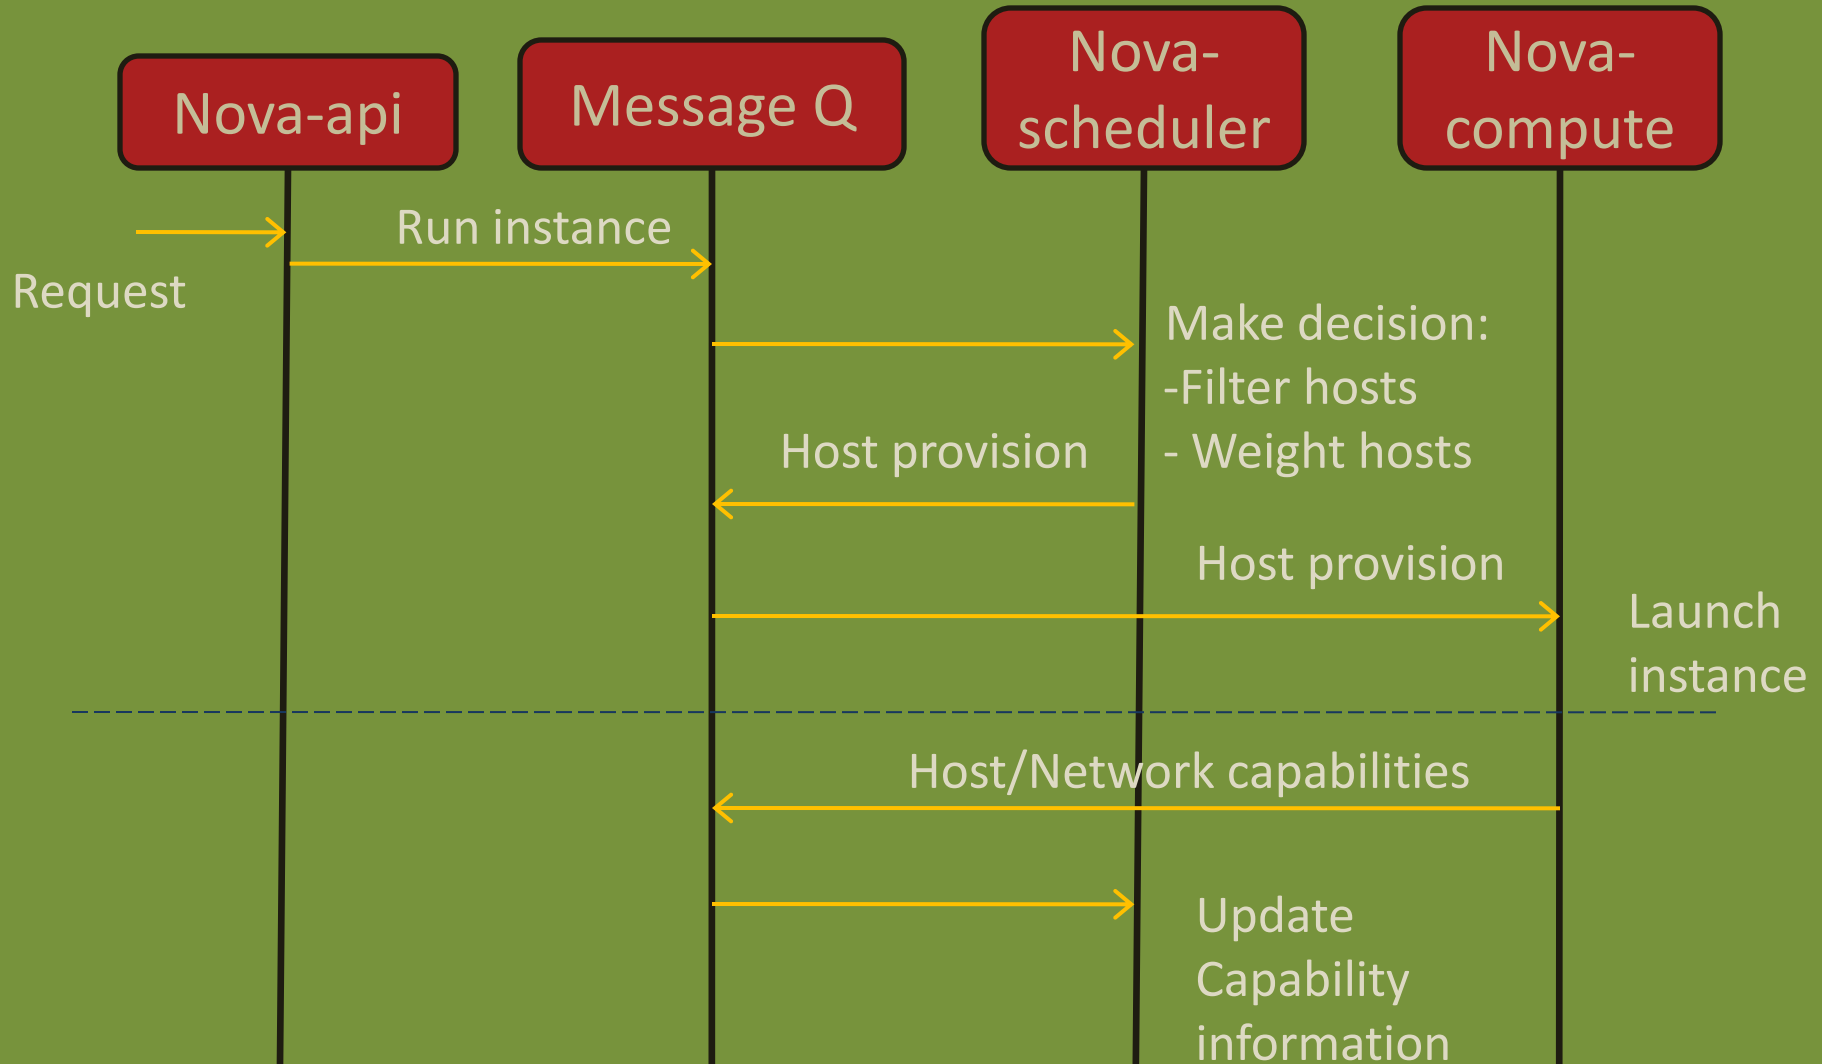 Nova-api
Message Q
Nova-
scheduler
Nova-
compute
Run instance
Request
Make decision:
-Filter hosts
- Weight hosts
Host provision
Host provision
Launch
instance
Host/Network capabilities
Update
Capability
information